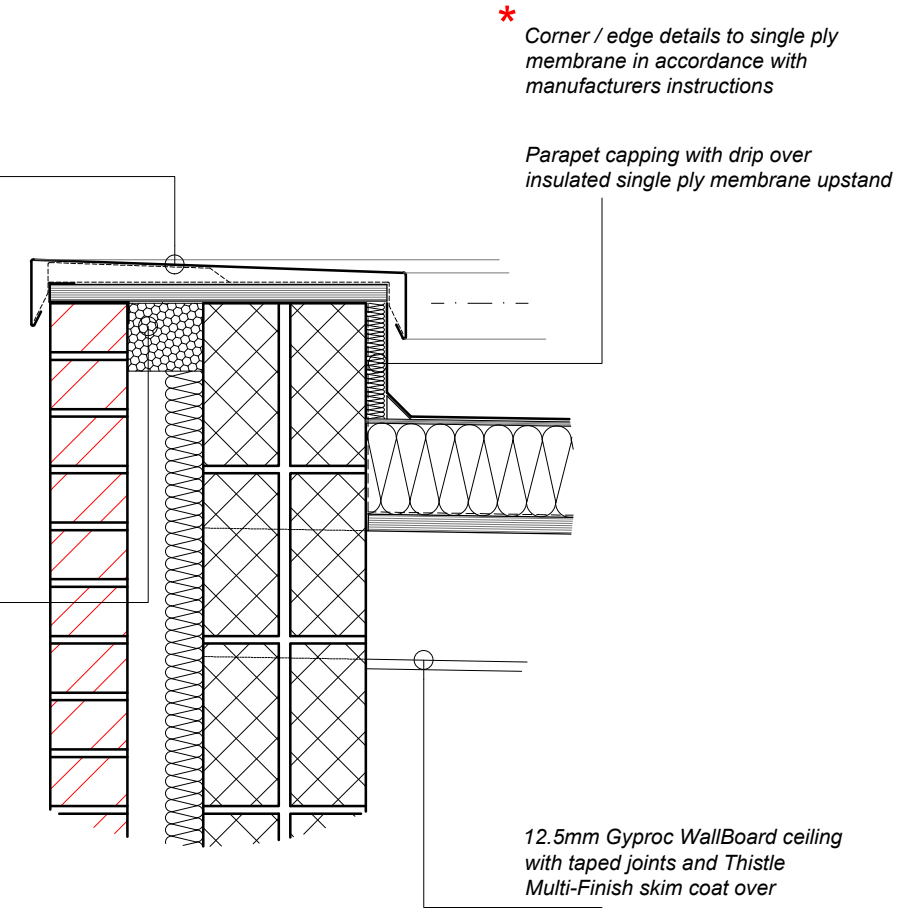 *
Corner / edge details to single ply
membrane in accordance with
manufacturers instructions
Parapet capping with drip over
insulated single ply membrane upstand
12.5mm Gyproc WallBoard ceiling
with taped joints and Thistle
Multi-Finish skim coat over